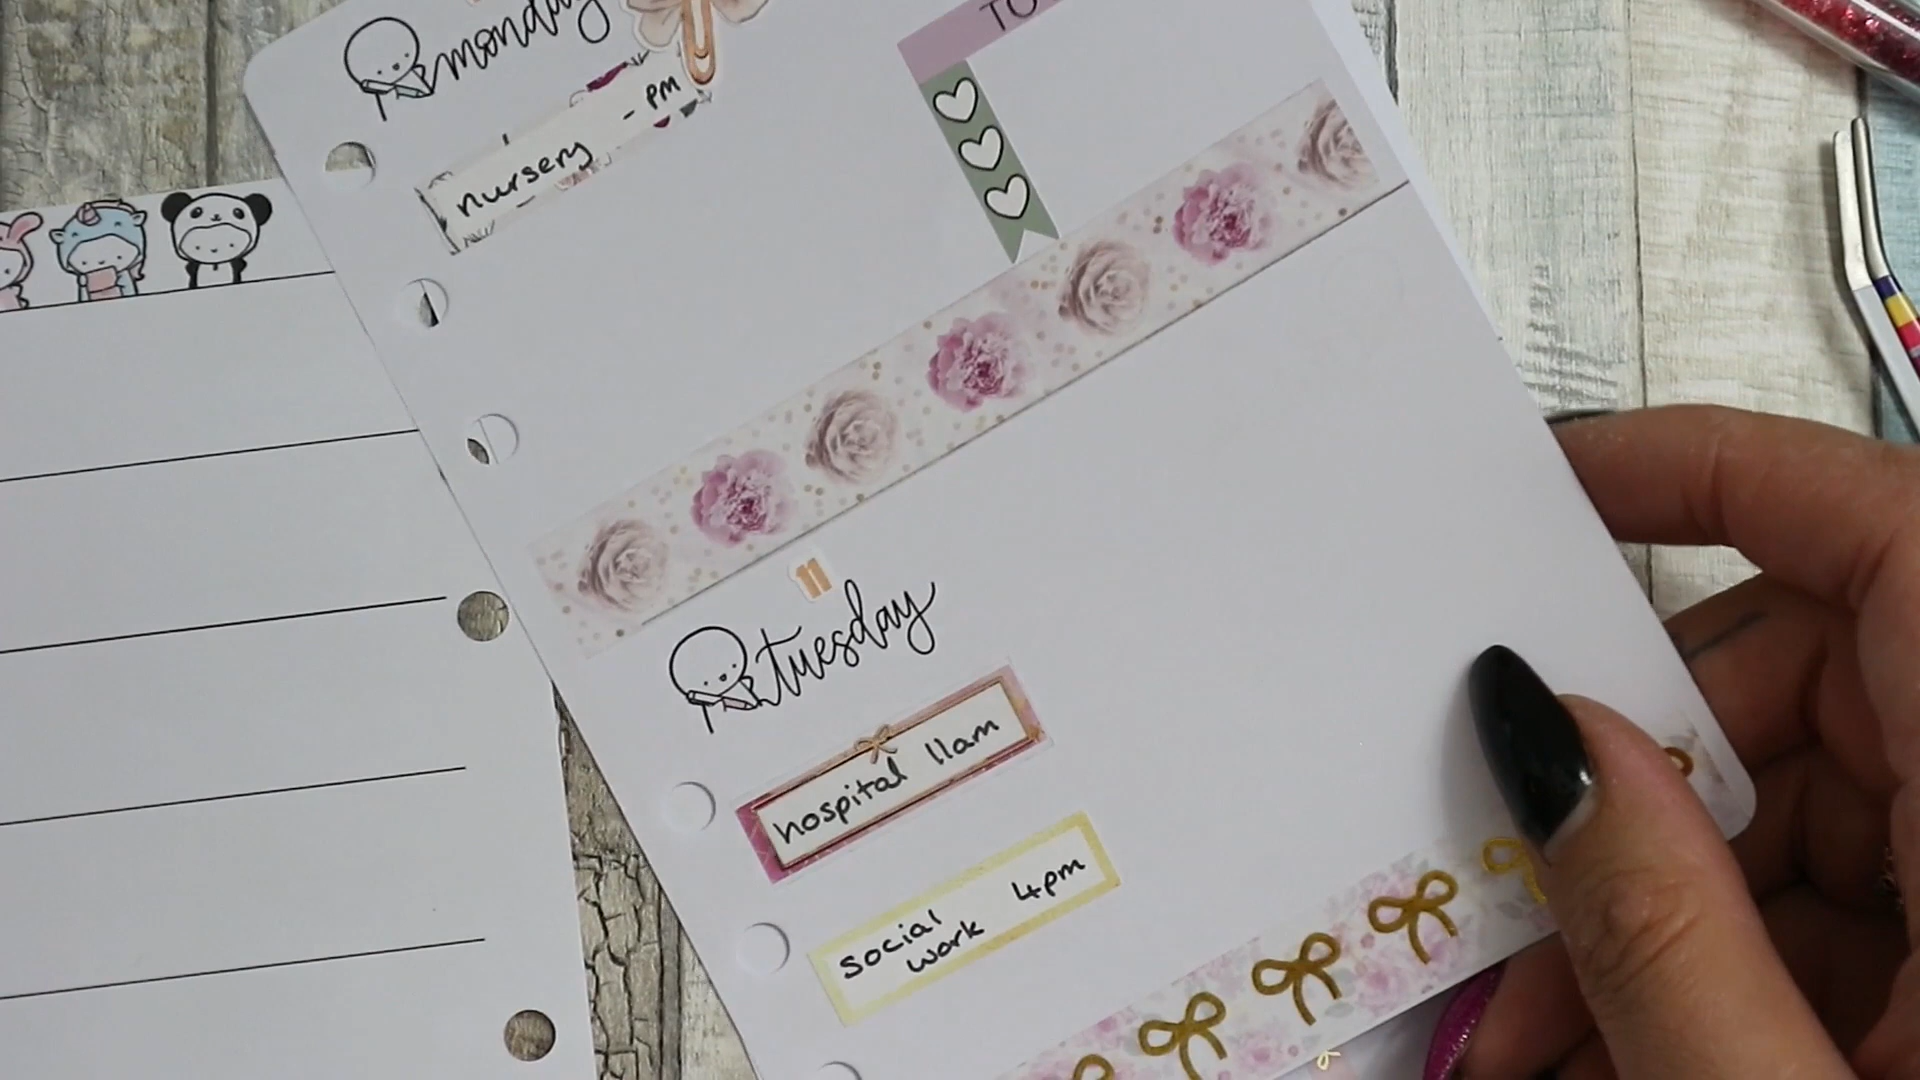 monday
TO
nursery - pm
11
tuesday
hospital 11am
social work 4pm